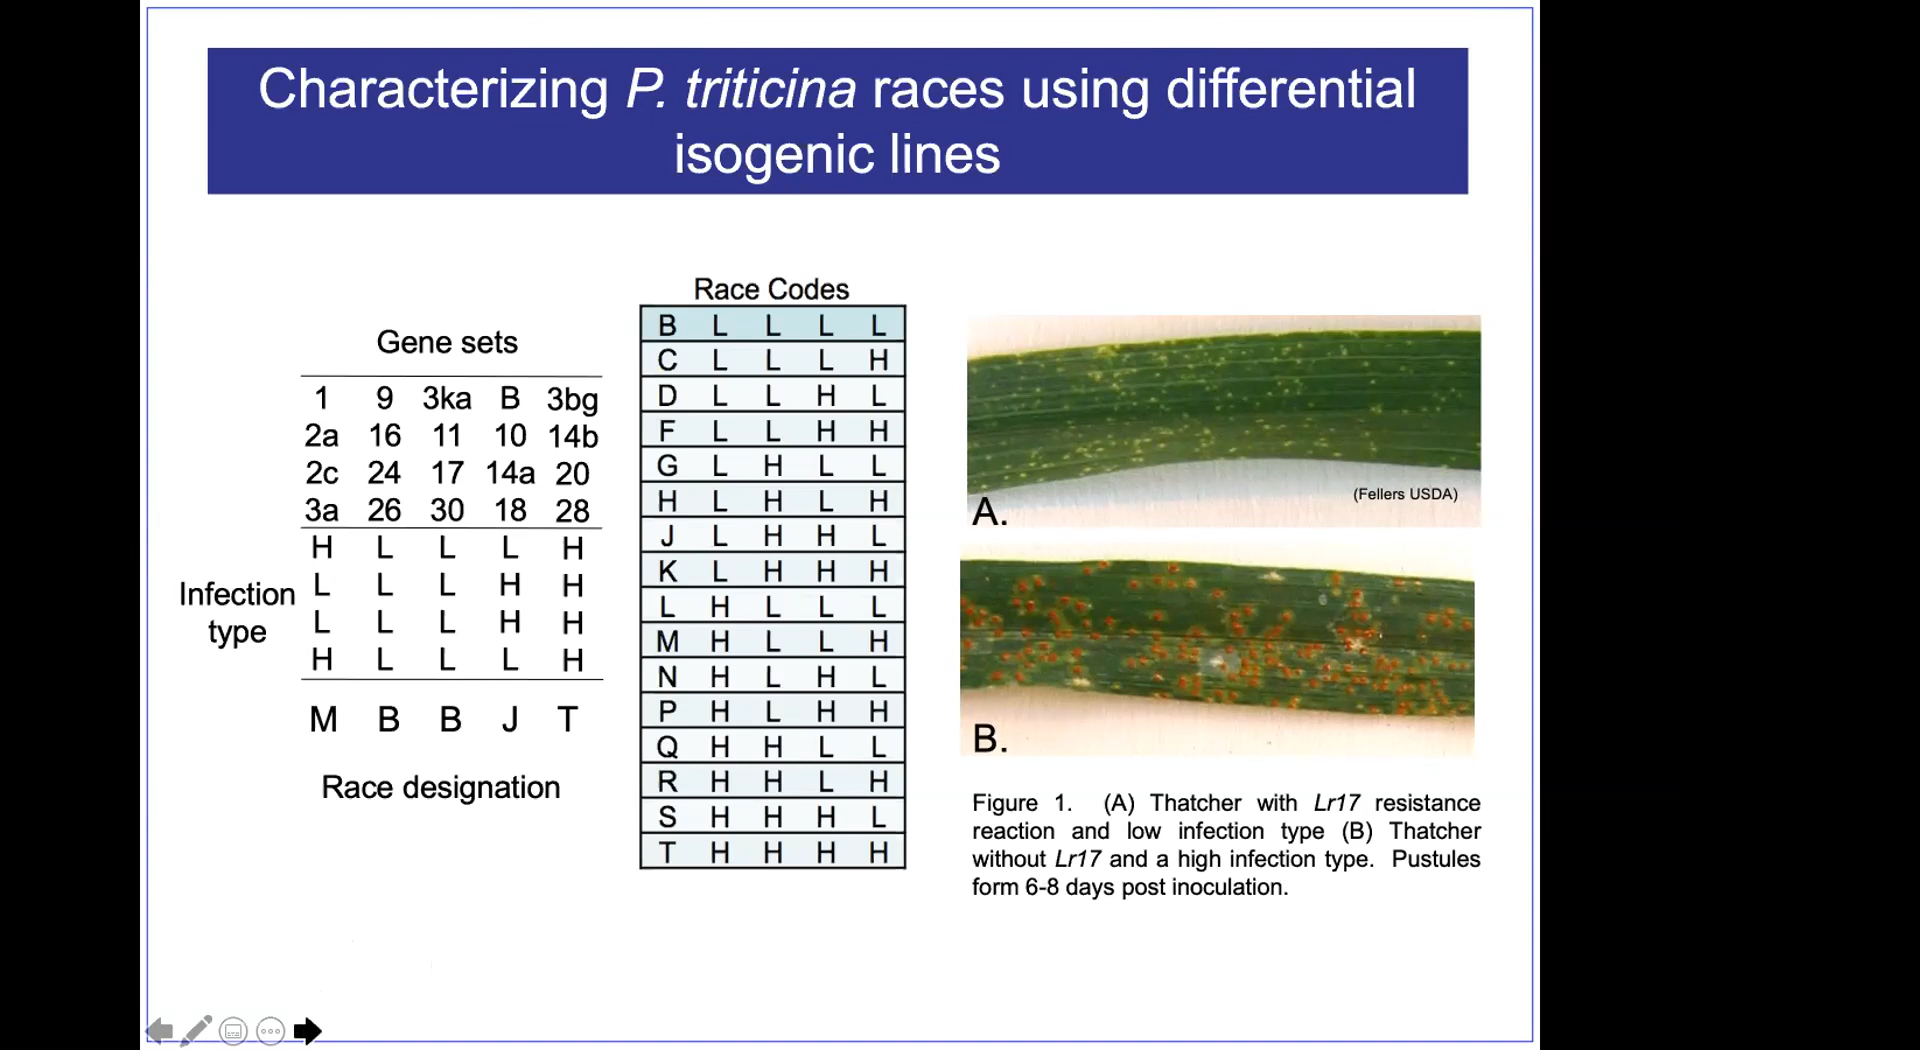 Characterizing P. triticina races using differential
isogenic lines
Gene sets
1 9 3ka B 3bg
2a 16 11 10 14b
2c 24 17 14a 20
3a 26 30 18 28
Infection
type
H L L L H
L L L H H
L L L H H
H L L L H
M B B J T
Race designation
Race Codes
B L L L L
C L L L H
D L L H L
F L L H H
G L H L L
H L H L H
J L H H L
K L H H H
L H L L L
M H L L H
N H L H L
P H L H H
Q H H L L
R H H L H
S H H H L
T H H H H
(Fellers USDA)
A.
B.
Figure 1. (A) Thatcher with Lr17 resistance
reaction and low infection type (B) Thatcher
without Lr17 and a high infection type. Pustules
form 6-8 days post inoculation.